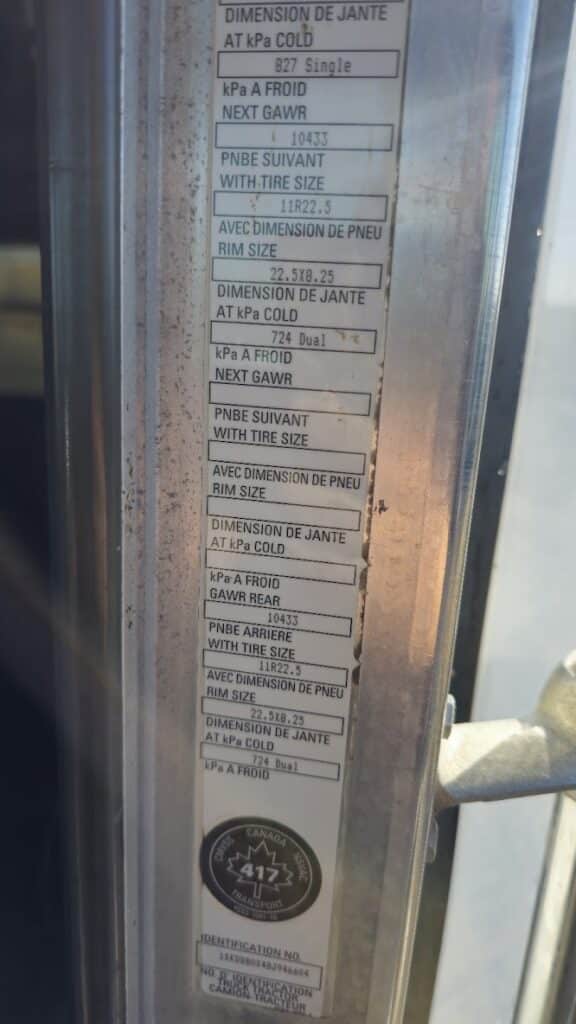 DIMENSION DE JANTE
AT kPa COLD
827 Single
kPa A FROID
NEXT GAWR
10433
PNBE SUIVANT
WITH TIRE SIZE
11R22.5
AVEC DIMENSION DE PNEU
RIM SIZE
22.5X8.25
DIMENSION DE JANTE
AT kPa COLD
724 Dual
kPa A FROID
NEXT GAWR
PNBE SUIVANT
WITH TIRE SIZE
AVEC DIMENSION DE PNEU
RIM SIZE
DIMENSION DE JANTE
AT kPa COLD
kPa A FROID
GAWR REAR
10433
PNBE ARRIERE
WITH TIRE SIZE
11R22.5
AVEC DIMENSION DE PNEU
RIM SIZE
22.5X8.25
DIMENSION DE JANTE
AT kPa COLD
724 Dual
kPa A FROID
CANADA
417
TRANSPORT
IDENTIFICATION NO.
NO. D' IDENTIFICATION
TRUCK TRACTOR
CAMION-TRACTEUR